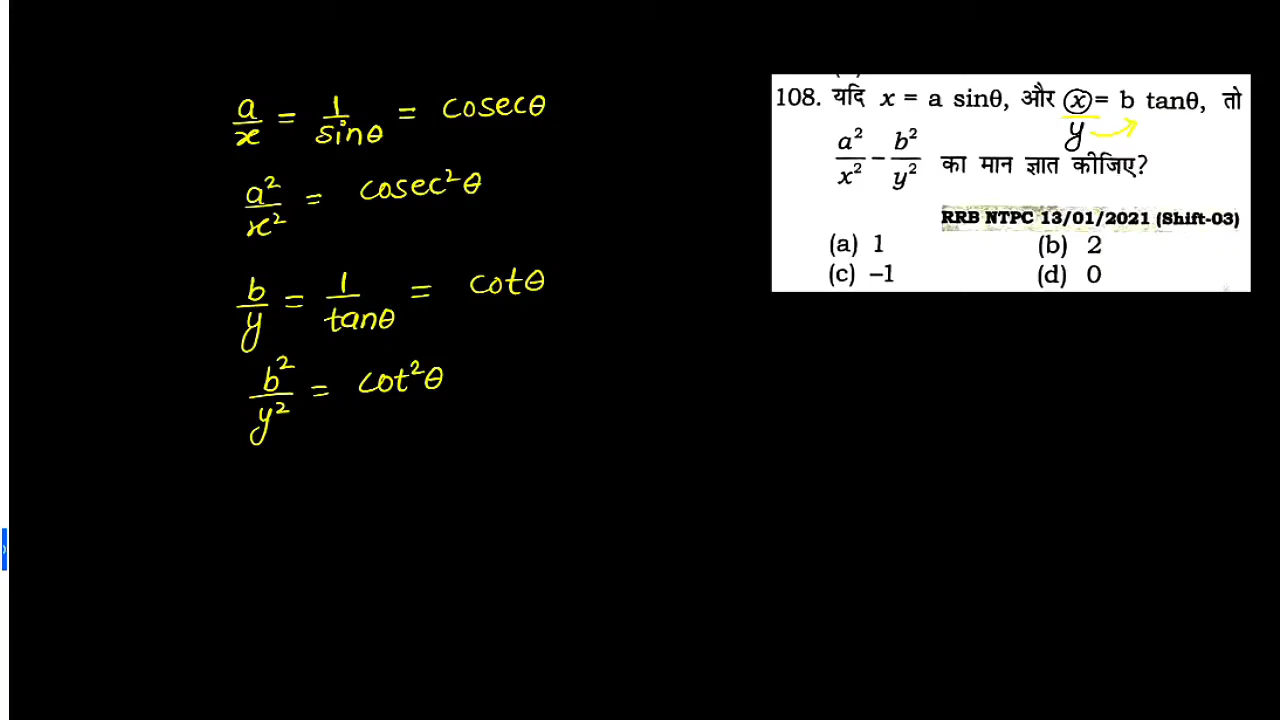 a/x = 1/sinθ = cosecθ
a²/x² = cosec²θ
b/y = 1/tanθ = cotθ
b²/y² = cot²θ
108. यदि x = a sinθ, और x = b tanθ, तो
y
a²/x² − b²/y² का मान ज्ञात कीजिए?
RRB NTPC 13/01/2021 (Shift-03)
(a) 1 (b) 2
(c) −1 (d) 0